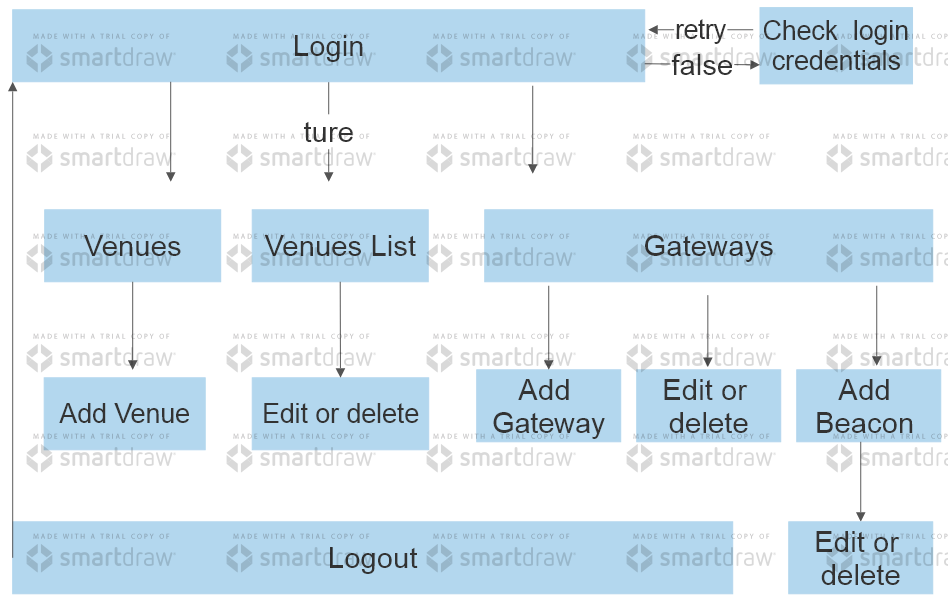 Login
retry
false
Check login
credentials
ture
Venues
Venues List
Gateways
Add Venue
Edit or delete
Add
Gateway
Edit or
delete
Add
Beacon
Logout
Edit or
delete
MADE WITH A TRIAL COPY OF
smartdraw